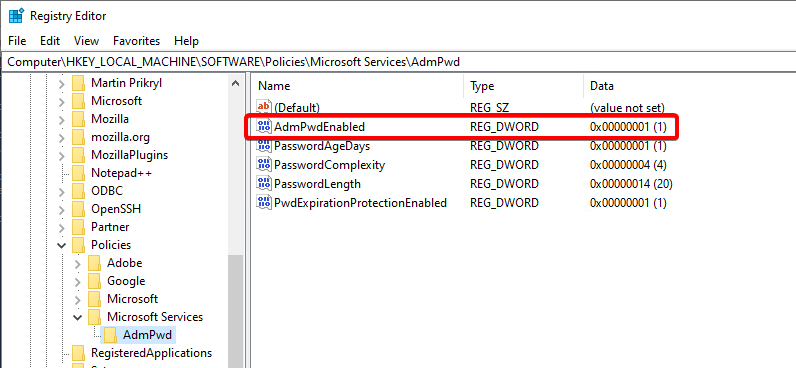 Registry Editor
File Edit View Favorites Help
Computer\HKEY_LOCAL_MACHINE\SOFTWARE\Policies\Microsoft Services\AdmPwd
Martin Prikryl
Microsoft
Mozilla
mozilla.org
MozillaPlugins
Notepad++
ODBC
OpenSSH
Partner
Policies
Adobe
Google
Microsoft
Microsoft Services
AdmPwd
RegisteredApplications
Name Type Data
ab (Default) REG_SZ (value not set)
AdmPwdEnabled REG_DWORD 0x00000001 (1)
PasswordAgeDays REG_DWORD 0x00000001 (1)
PasswordComplexity REG_DWORD 0x00000004 (4)
PasswordLength REG_DWORD 0x00000014 (20)
PwdExpirationProtectionEnabled REG_DWORD 0x00000001 (1)